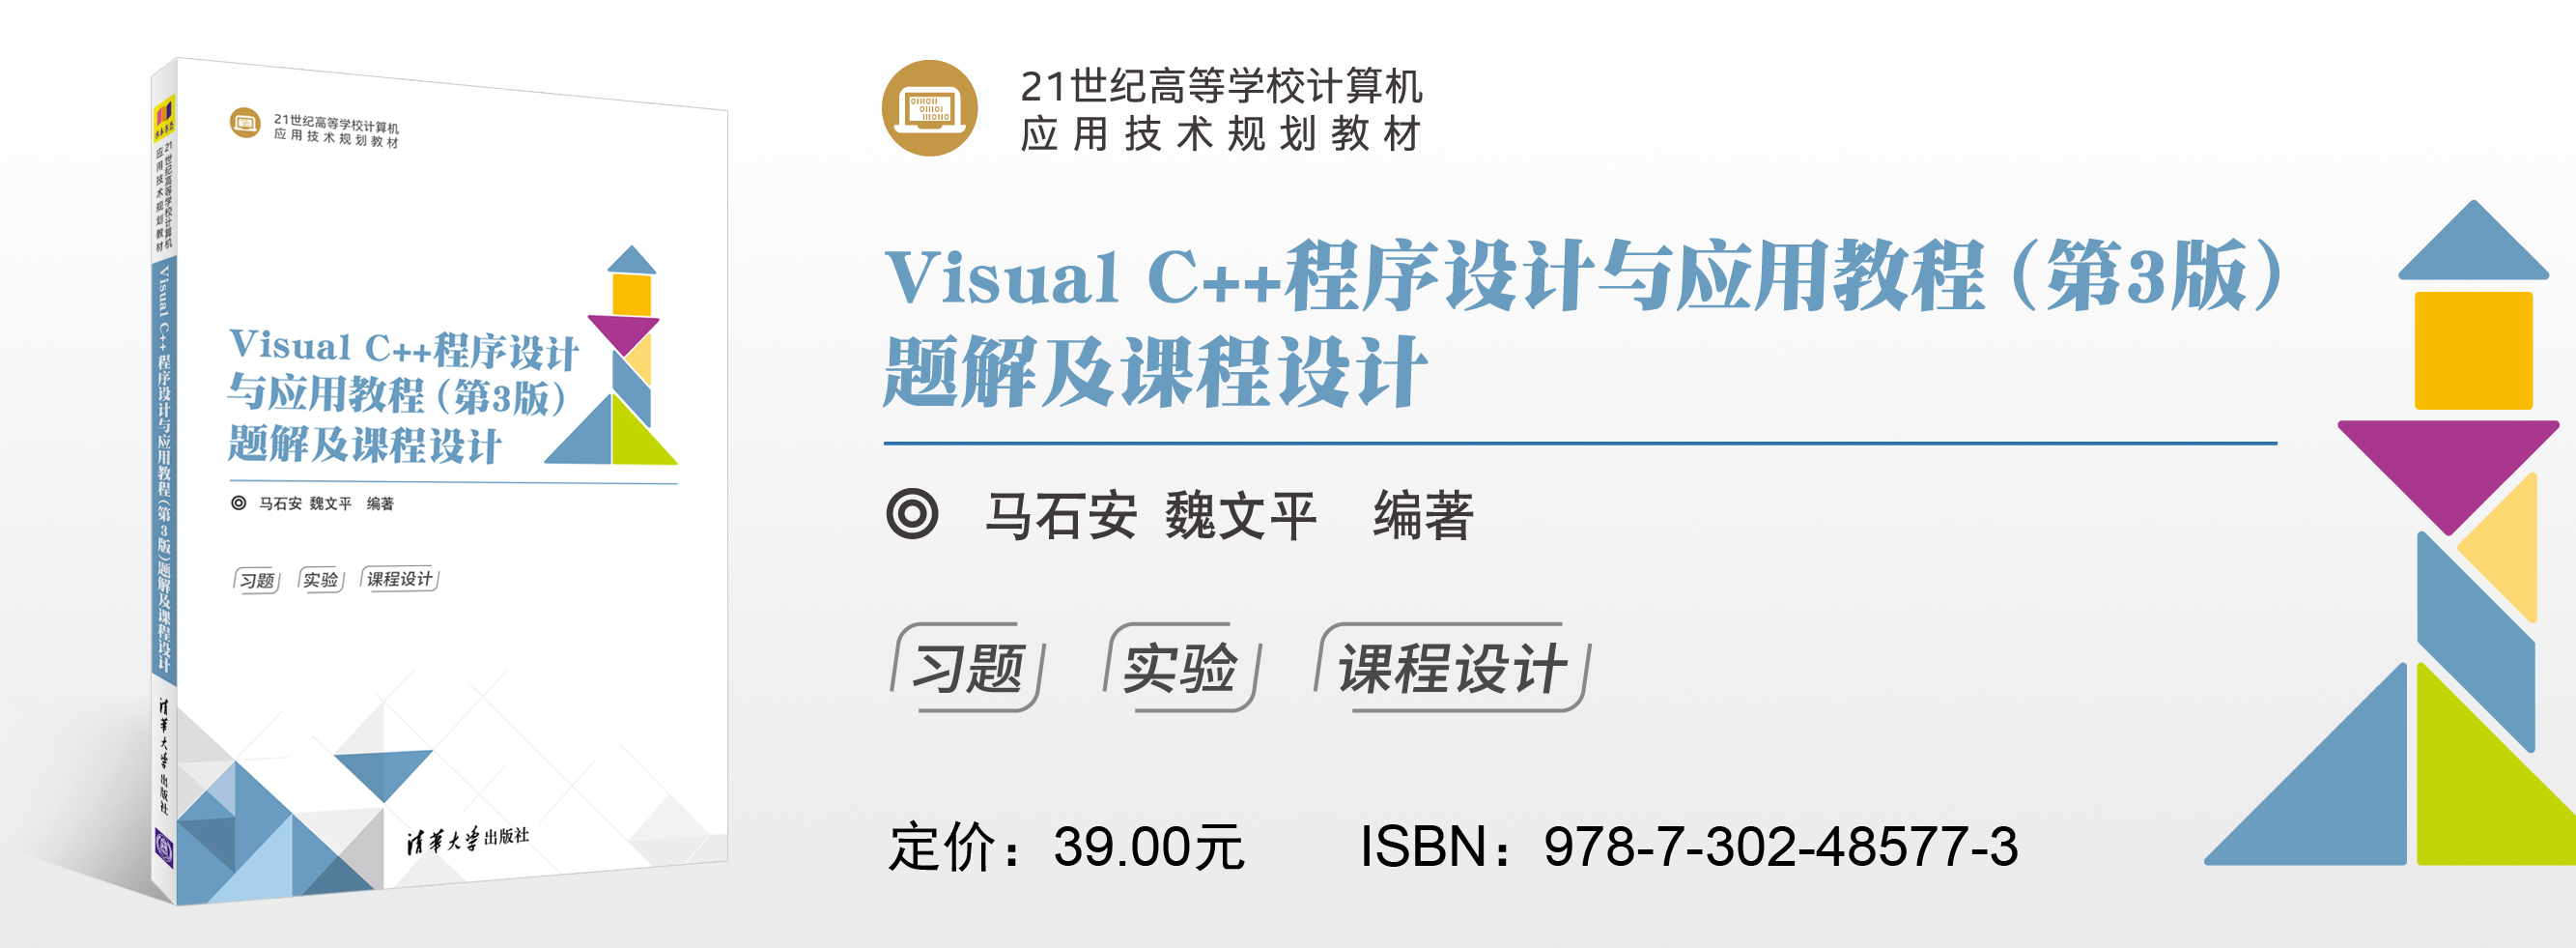 21世纪高等学校计算机
应用技术规划教材
Visual C++程序设计与应用教程（第3版）题解及课程设计
清华大学出版社
21世纪高等学校计算机
应用技术规划教材
Visual C++程序设计
与应用教程（第3版）
题解及课程设计
马石安 魏文平 编著
习题 实验 课程设计
清华大学出版社
21世纪高等学校计算机
应用技术规划教材
Visual C++程序设计与应用教程（第3版）
题解及课程设计
马石安 魏文平 编著
习题 实验 课程设计
定价：39.00元 ISBN：978-7-302-48577-3